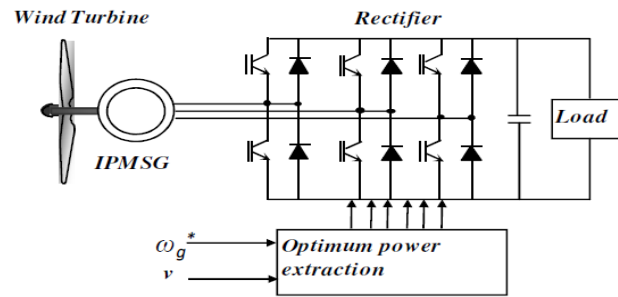 Wind Turbine
Rectifier
IPMSG
Load
ωg*
v
Optimum power
extraction